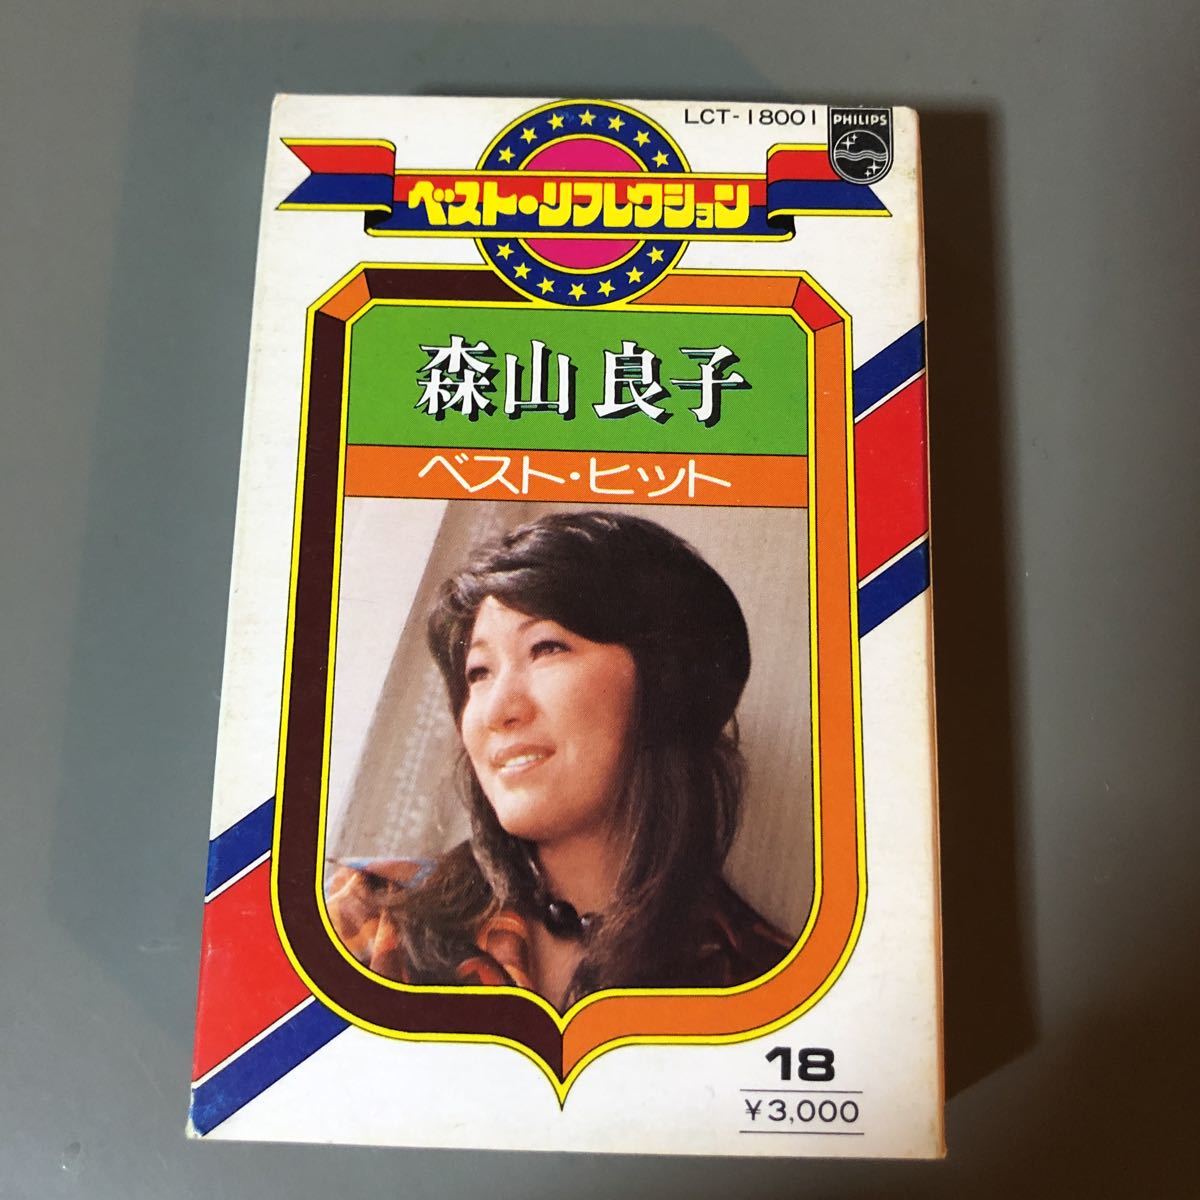 LCT-18001
PHILIPS
ベスト・リフレクション
森山良子
ベスト・ヒット
18
¥3,000